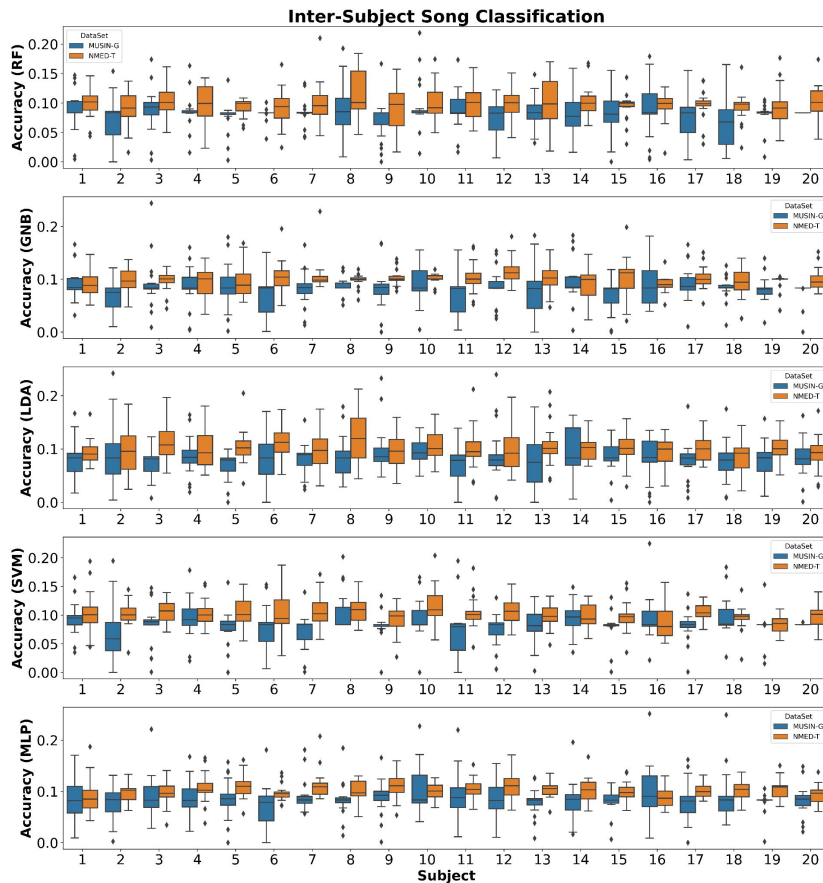 Inter-Subject Song Classification
Accuracy (RF)
0.20
0.15
0.10
0.05
0.00
DataSet
MUSIN-G
NMED-T
1 2 3 4 5 6 7 8 9 10 11 12 13 14 15 16 17 18 19 20
Accuracy (GNB)
0.2
0.1
0.0
DataSet
MUSIN-G
NMED-T
1 2 3 4 5 6 7 8 9 10 11 12 13 14 15 16 17 18 19 20
Accuracy (LDA)
0.2
0.1
0.0
DataSet
MUSIN-G
NMED-T
1 2 3 4 5 6 7 8 9 10 11 12 13 14 15 16 17 18 19 20
Accuracy (SVM)
0.20
0.15
0.10
0.05
0.00
DataSet
MUSIN-G
NMED-T
1 2 3 4 5 6 7 8 9 10 11 12 13 14 15 16 17 18 19 20
Accuracy (MLP)
0.2
0.1
0.0
DataSet
MUSIN-G
NMED-T
1 2 3 4 5 6 7 8 9 10 11 12 13 14 15 16 17 18 19 20
Subject